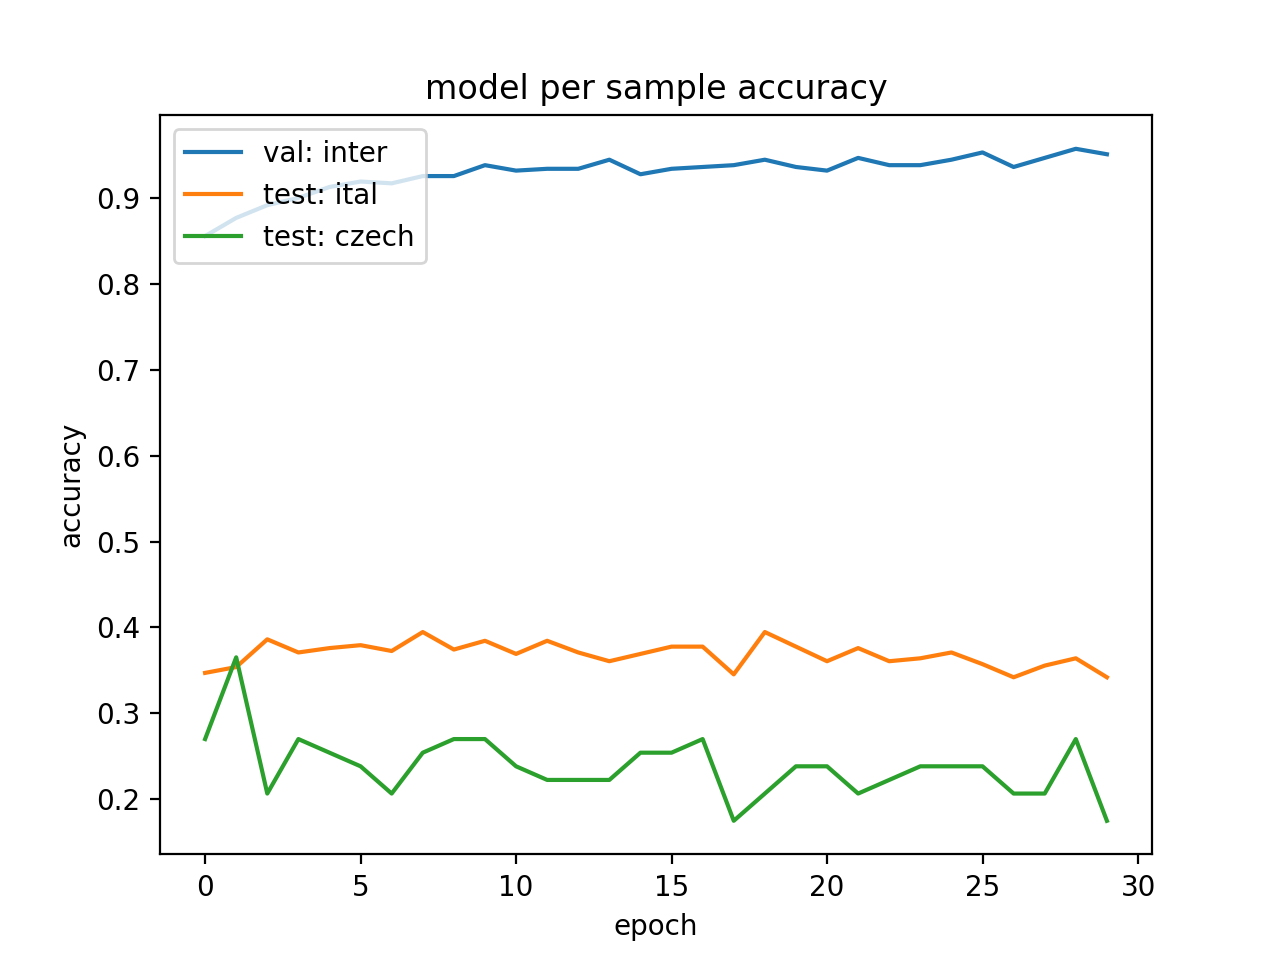 model per sample accuracy
val: inter
test: ital
test: czech
accuracy
0.9
0.8
0.7
0.6
0.5
0.4
0.3
0.2
0 5 10 15 20 25 30
epoch